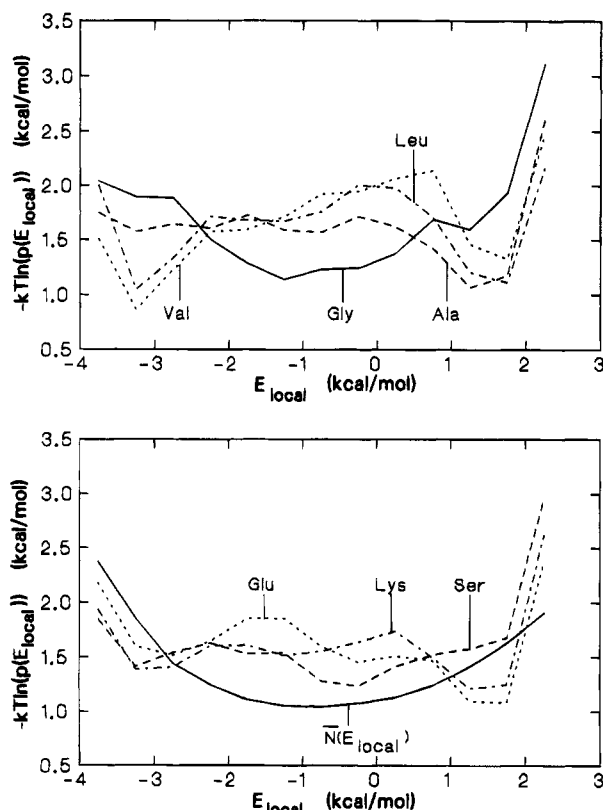 -kTln(p(E_local)) (kcal/mol)
3.5
3.0
2.5
2.0
1.5
1.0
0.5
Leu
Val
Gly
Ala
-4 -3 -2 -1 0 1 2 3
E_local (kcal/mol)
-kTln(p(E_local)) (kcal/mol)
3.5
3.0
2.5
2.0
1.5
1.0
0.5
Glu
Lys
Ser
N̅(E_local)
-4 -3 -2 -1 0 1 2 3
E_local (kcal/mol)